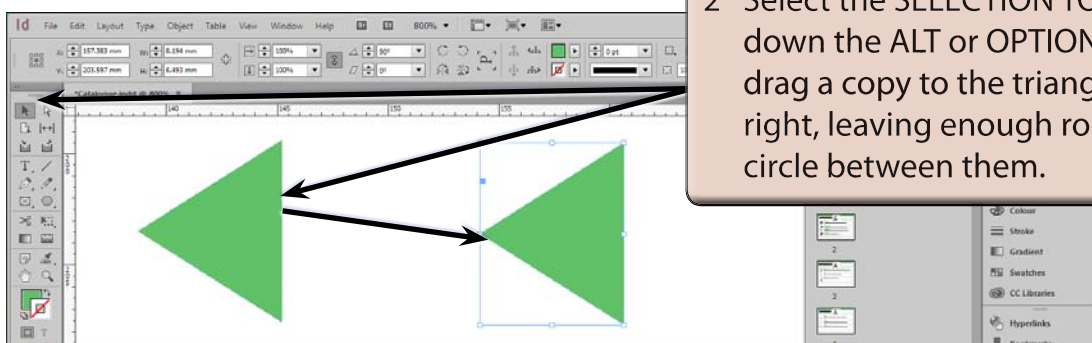 Id File Edit Layout Type Object Table View Window Help 800%
X: 157.383 mm W: 8.194 mm 100% 90° 0 pt
Y: 203.597 mm H: 6.493 mm 100% 0°
*Catalogue.indd @ 800%
140 145 150 155
2 Select the SELECTION TO
down the ALT or OPTION
drag a copy to the triang
right, leaving enough ro
circle between them.
2
3
Colour
Stroke
Gradient
Swatches
CC Libraries
Hyperlinks